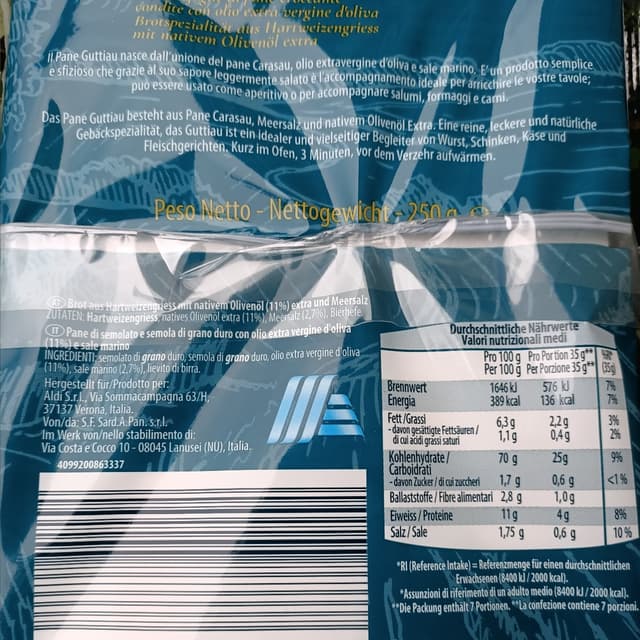 condite con olio extra vergine d'oliva
Brotspezialität aus Hartweizengriess
mit nativem Olivenöl extra
Il Pane Guttiau nasce dall'unione del pane Carasau, olio extravergine d'oliva e sale marino. E' un prodotto semplice
e sfizioso che grazie al suo sapore leggermente salato è l'accompagnamento ideale per arricchire le vostre tavole;
può essere usato come aperitivo o per accompagnare salumi, formaggi e carni.
Das Pane Guttiau besteht aus Pane Carasau, Meersalz und nativem Olivenöl Extra. Eine reine, leckere und natürliche
Gebäckspezialität, das Guttiau ist ein idealer und vielseitiger Begleiter von Wurst, Schinken, Käse und
Fleischgerichten, Kurz im Ofen, 3 Minuten, vor dem Verzehr aufwärmen.
Peso Netto - Nettogewicht - 250 g e
Brot aus Hartweizengriess mit nativem Olivenöl (11%) extra und Meersalz
ZUTATEN: Hartweizengriess, natives Olivenöl extra (11%), Meersalz (2,7%), Bierhefe.
IT Pane di semolato e semola di grano duro con olio extra vergine d'oliva
(11%) e sale marino
INGREDIENTI: semolato di grano duro, semola di grano duro, olio extra vergine d'oliva
(11%), sale marino (2,7%), lievito di birra.
Hergestellt für/Prodotto per:
Aldi S.r.l., Via Sommacampagna 63/H,
37137 Verona, Italia.
Von/da: S.F. Sard.A.Pan. s.r.l.
Im Werk von/nello stabilimento di:
Via Costa e Cocco 10 - 08045 Lanusei (NU), Italia.
4099200863337
Durchschnittliche Nährwerte
Valori nutrizionali medi
Pro 100 g Pro Portion 35 g**
Per 100 g Per Porzione 35 g** (35g)
Brennwert 1646 kJ 576 kJ 7%
Energia 389 kcal 136 kcal 7%
Fett/Grassi 6,3 g 2,2 g 3%
- davon gesättigte Fettsäuren / 1,1 g 0,4 g 2%
di cui acidi grassi saturi
Kohlenhydrate / 70 g 25g 9%
Carboidrati
- davon Zucker / di cui zuccheri 1,7 g 0,6 g <1 %
Ballaststoffe / Fibre alimentari 2,8 g 1,0 g
Eiweiss / Proteine 11 g 4 g 8%
Salz / Sale 1,75 g 0,6 g 10 %
*RI (Reference Intake) = Referenzmenge für einen durchschnittlichen
Erwachsenen (8400 kJ / 2000 kcal).
*Assunzioni di riferimento di un adulto medio (8400 kJ / 2000 kcal).
**Die Packung enthält 7 Portionen. **La confezione contiene 7 porzioni.